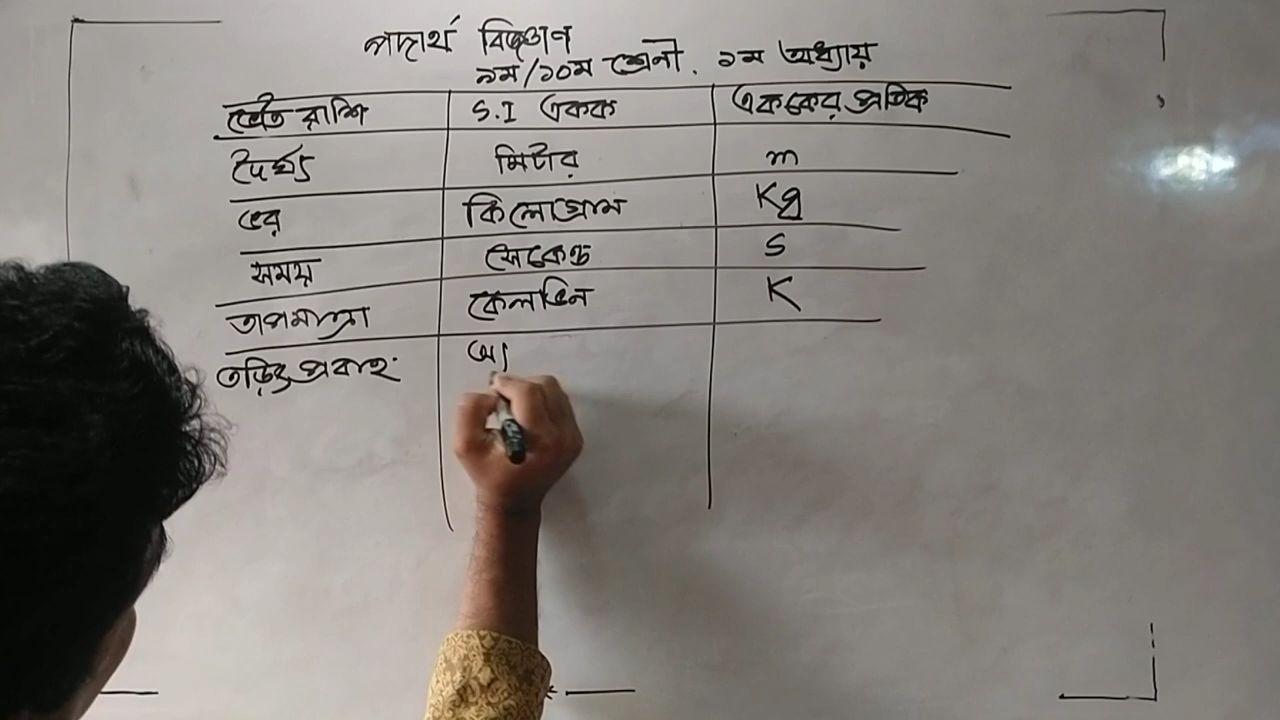 পদার্থ বিজ্ঞান
৯ম/১০ম শ্রেনী. ১ম অধ্যায়
ভৌত রাশি S.I একক এককের প্রতিক
দৈর্ঘ্য মিটার m
ভর কিলোগ্রাম Kg
সময় সেকেন্ড S
তাপমাত্রা কেলভিন K
তড়িৎ প্রবাহ অ্যা